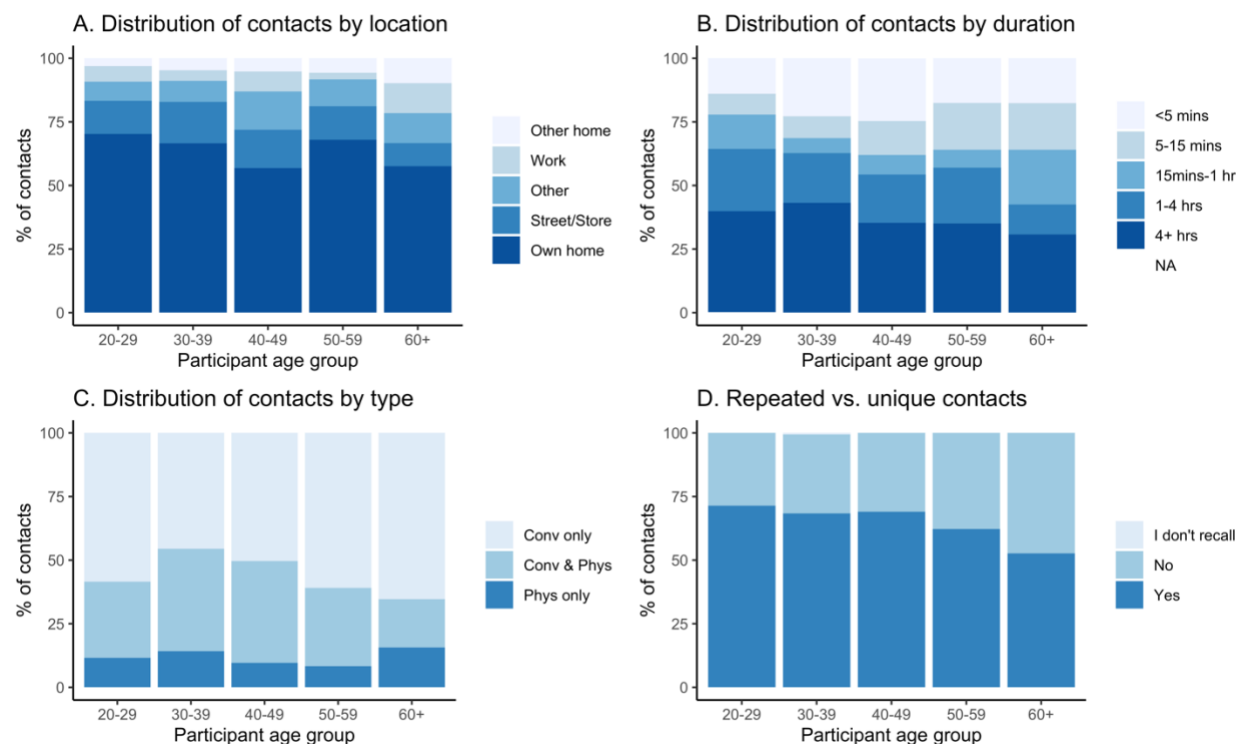 A. Distribution of contacts by location
100
75
50
25
0
% of contacts
20-29 30-39 40-49 50-59 60+
Participant age group
Other home
Work
Other
Street/Store
Own home
B. Distribution of contacts by duration
100
75
50
25
0
% of contacts
20-29 30-39 40-49 50-59 60+
Participant age group
<5 mins
5-15 mins
15mins-1 hr
1-4 hrs
4+ hrs
NA
C. Distribution of contacts by type
100
75
50
25
0
% of contacts
20-29 30-39 40-49 50-59 60+
Participant age group
Conv only
Conv & Phys
Phys only
D. Repeated vs. unique contacts
100
75
50
25
0
% of contacts
20-29 30-39 40-49 50-59 60+
Participant age group
I don't recall
No
Yes